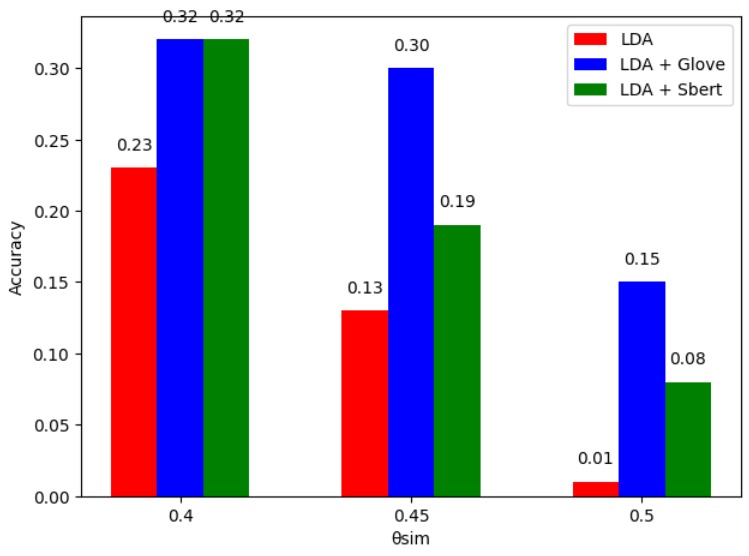 0.32 0.32
LDA
LDA + Glove
LDA + Sbert
0.30
0.23
0.19
0.13
0.15
0.08
0.01
Accuracy
0.30
0.25
0.20
0.15
0.10
0.05
0.00
0.4 0.45 0.5
θsim